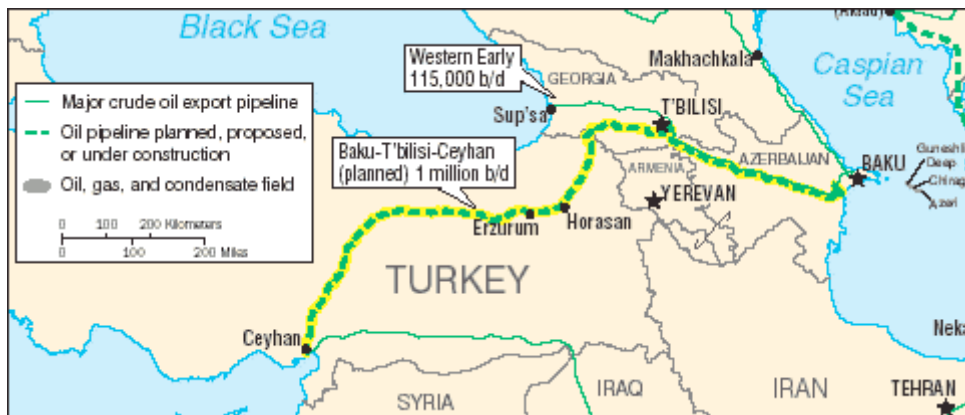 Black Sea
(Aktau)
Western Early
115,000 b/d
Makhachkala
Caspian
Sea
GEORGIA
Major crude oil export pipeline
Sup'sa
T'BILISI
Oil pipeline planned, proposed,
or under construction
Baku-T'bilisi-Ceyhan
(planned) 1 million b/d
AZERBAIJAN
Guneshli
Deep
Chirag
Azeri
ARMENIA
BAKU
Oil, gas, and condensate field
YEREVAN
0 100 200 Kilometers
0 100 200 Miles
Erzurum
Horasan
TURKEY
Ceyhan
Neka
SYRIA
IRAQ
IRAN
TEHRAN